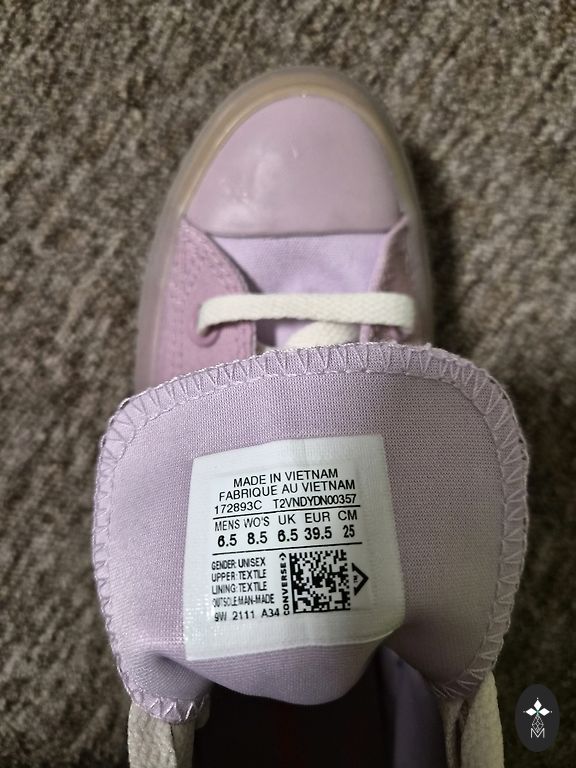 MADE IN VIETNAM
FABRIQUE AU VIETNAM
172893C T2VNDYDN00357
MENS WO'S UK EUR CM
6.5 8.5 6.5 39.5 25
GENDER: UNISEX
UPPER: TEXTILE
LINING: TEXTILE
OUTSOLE:MAN-MADE
9W 2111 A34
CONVERSE
TM
M